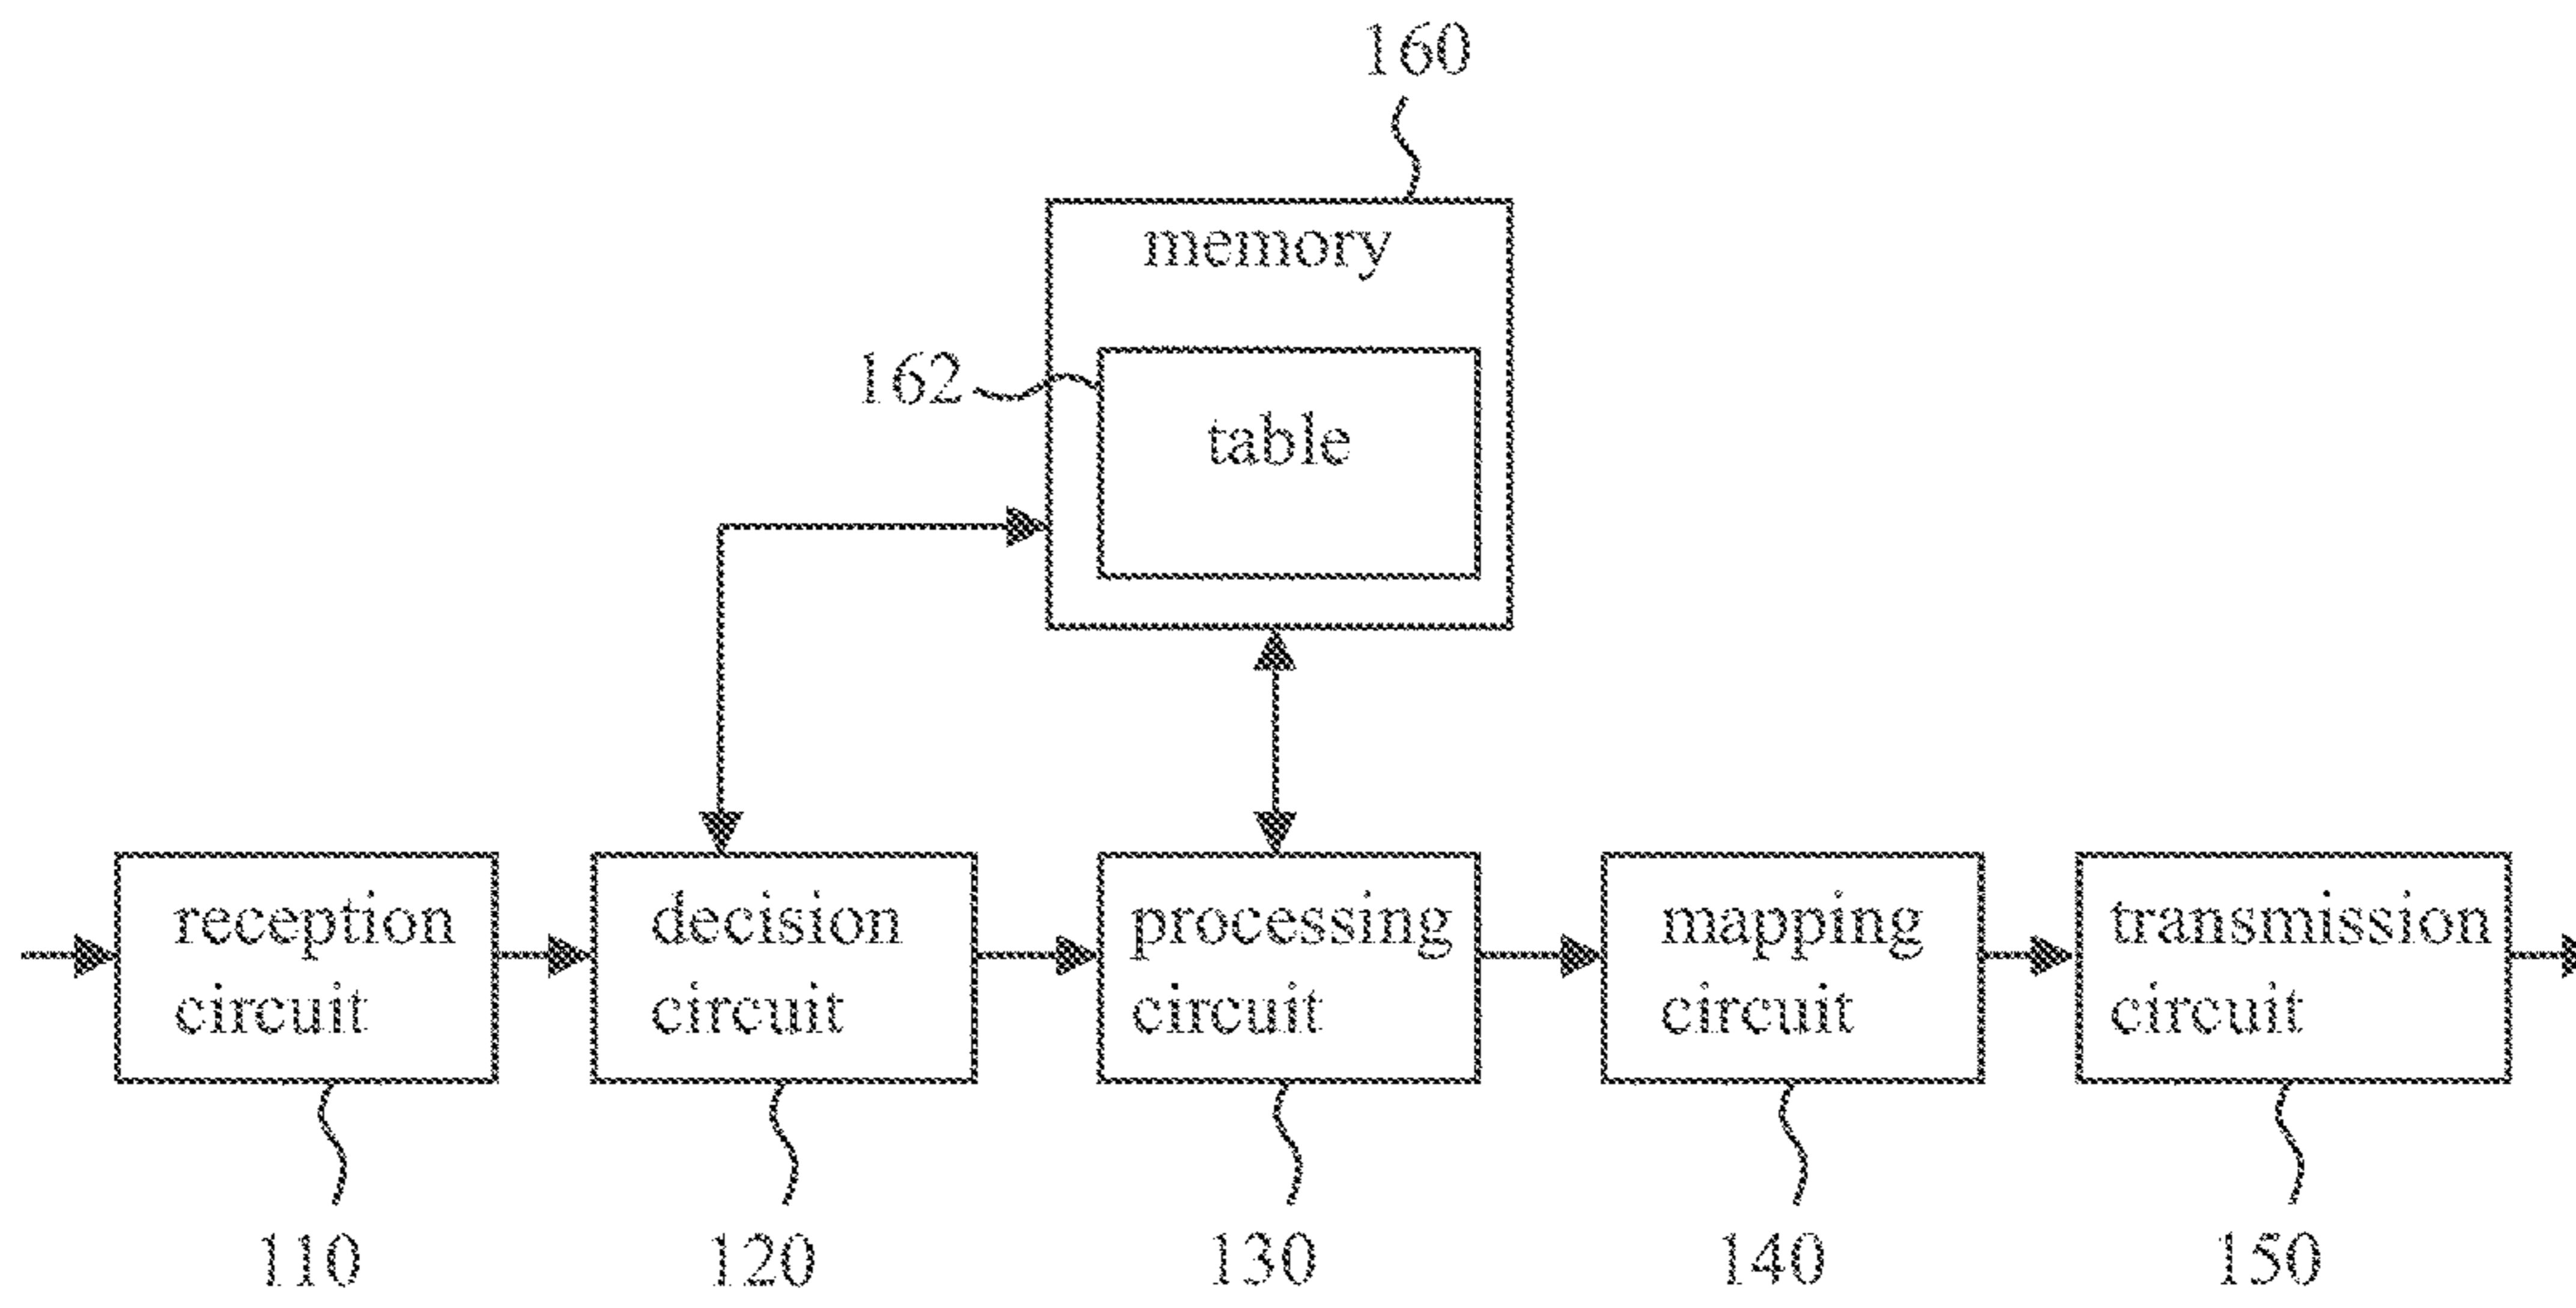 160
memory
162
table
reception
circuit
decision
circuit
processing
circuit
mapping
circuit
transmission
circuit
110
120
130
140
150